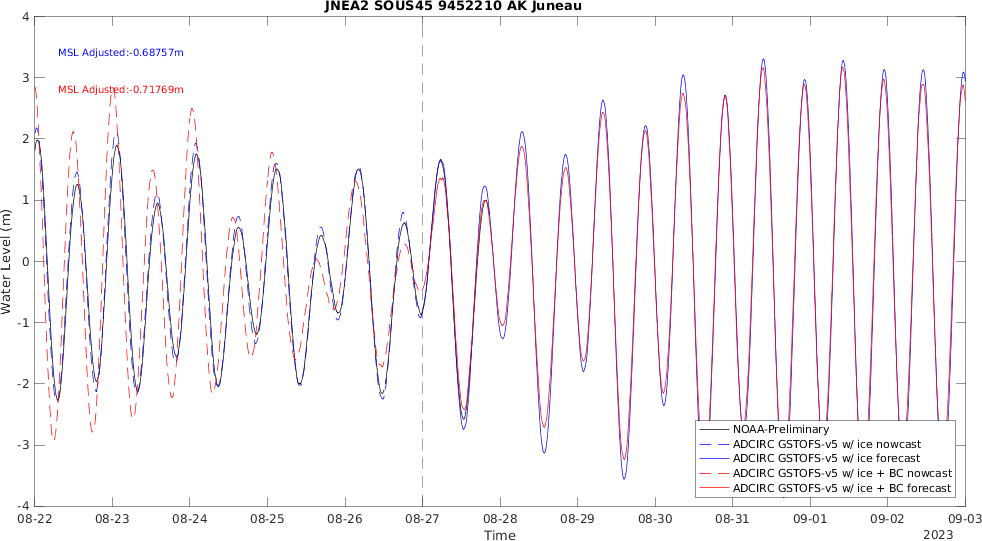 JNEA2 SOUS45 9452210 AK Juneau
MSL Adjusted:-0.68757m
MSL Adjusted:-0.71769m
4
3
2
1
0
-1
-2
-3
-4
Water Level (m)
NOAA-Preliminary
ADCIRC GSTOFS-v5 w/ ice nowcast
ADCIRC GSTOFS-v5 w/ ice forecast
ADCIRC GSTOFS-v5 w/ ice + BC nowcast
ADCIRC GSTOFS-v5 w/ ice + BC forecast
08-22 08-23 08-24 08-25 08-26 08-27 08-28 08-29 08-30 08-31 09-01 09-02 09-03
Time
2023